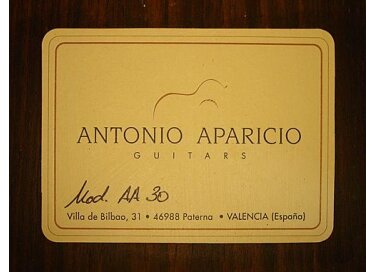 ANTONIO APARICIO
GUITARS
Mod. AA 30
Villa de Bilbao, 31 • 46988 Paterna • VALENCIA (España)